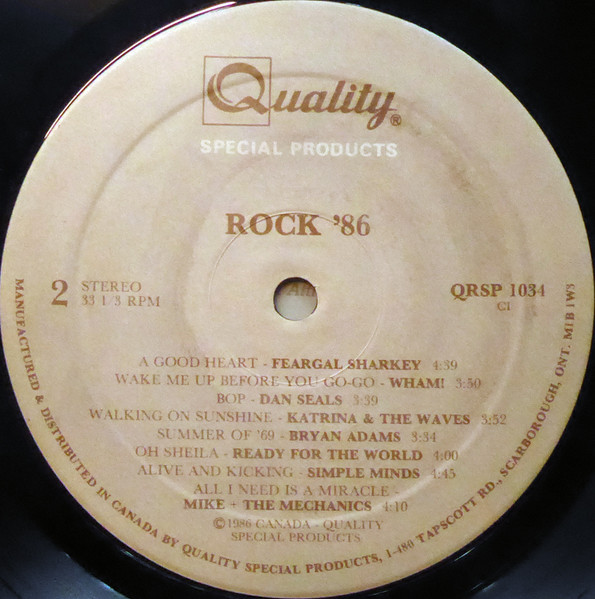 Quality®
SPECIAL PRODUCTS
ROCK '86
2 STEREO
33 1/3 RPM
QRSP 1034
C1
A GOOD HEART - FEARGAL SHARKEY 4:39
WAKE ME UP BEFORE YOU GO-GO - WHAM! 3:50
BOP - DAN SEALS 3:39
WALKING ON SUNSHINE - KATRINA & THE WAVES 3:52
SUMMER OF '69 - BRYAN ADAMS 3:34
OH SHEILA - READY FOR THE WORLD 4:00
ALIVE AND KICKING - SIMPLE MINDS 4:45
ALL I NEED IS A MIRACLE -
MIKE + THE MECHANICS 4:10
©1986 CANADA - QUALITY
SPECIAL PRODUCTS
MANUFACTURED & DISTRIBUTED IN CANADA BY QUALITY SPECIAL PRODUCTS, 1-480 TAPSCOTT RD., SCARBOROUGH, ONT. M1B 1W3